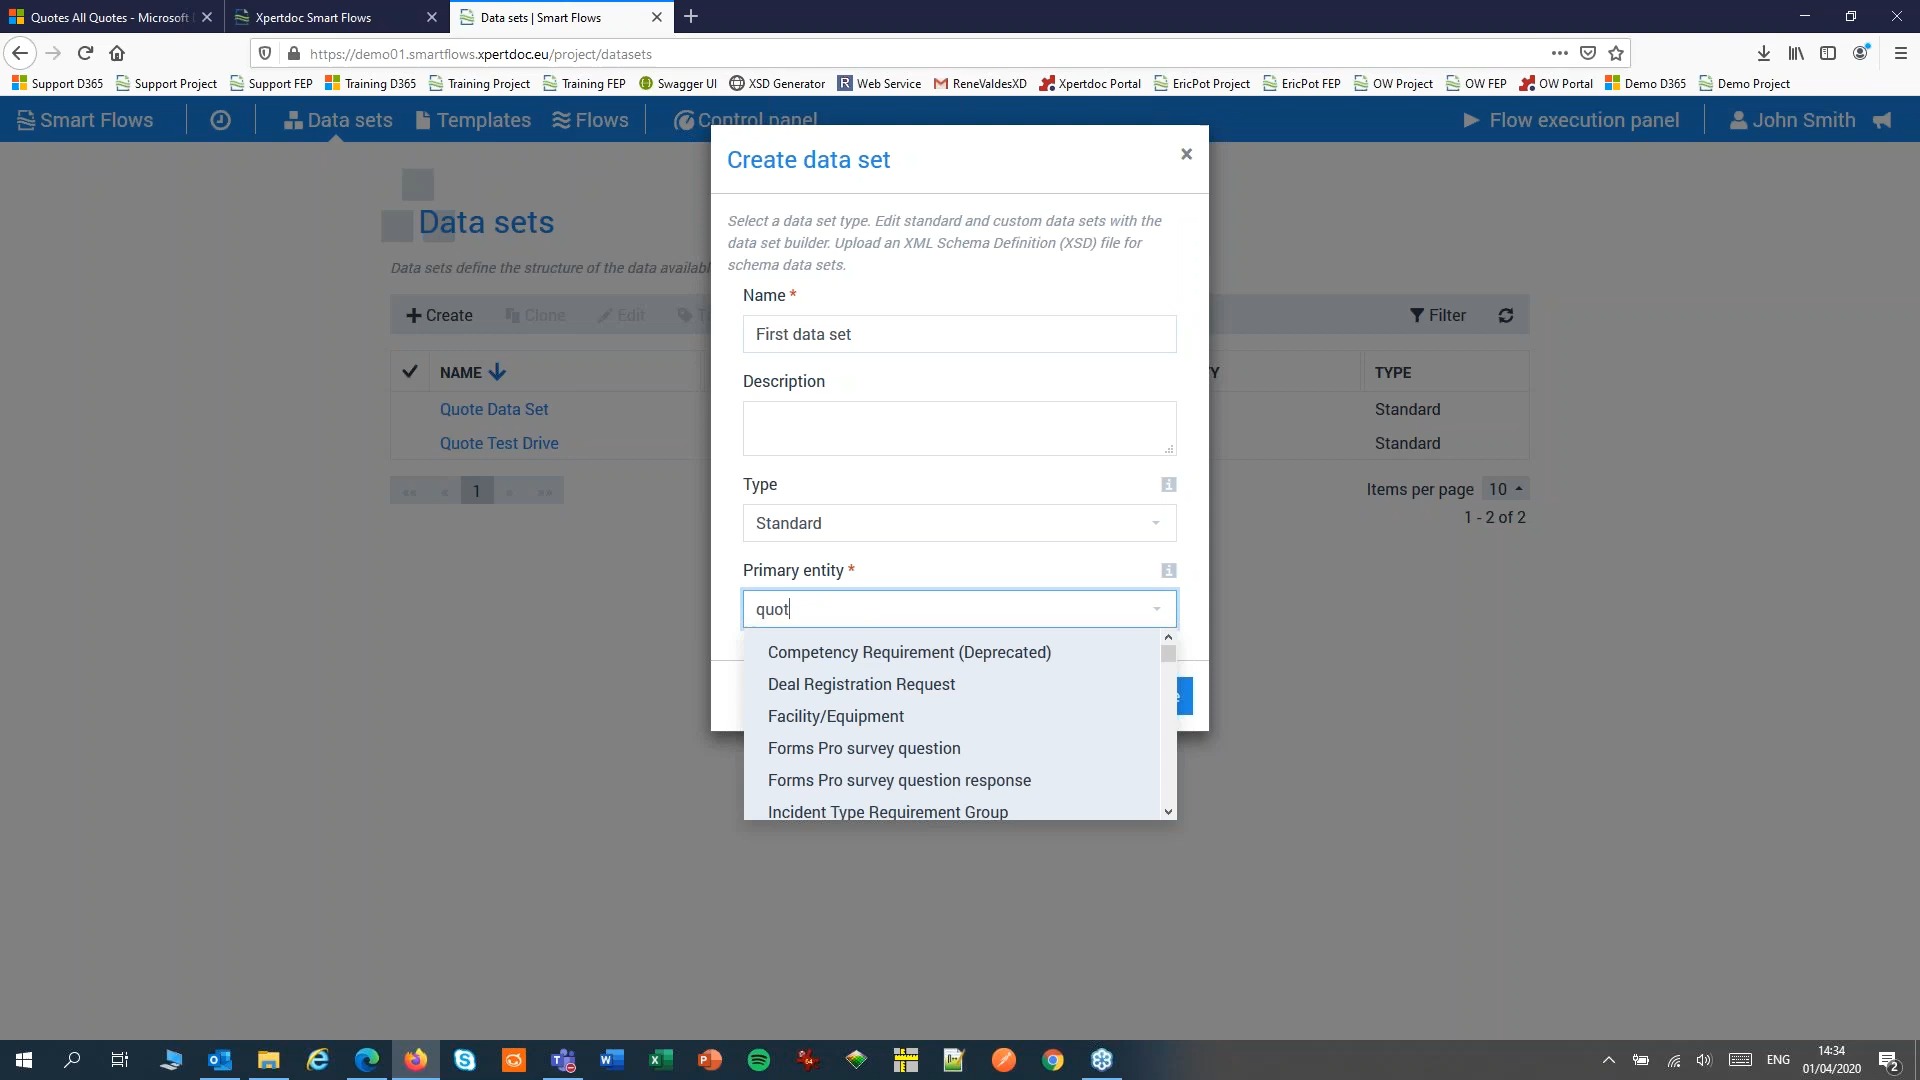 Quotes All Quotes - Microsoft
Xpertdoc Smart Flows
Data sets | Smart Flows
https://demo01.smartflows.xpertdoc.eu/project/datasets
Support D365
Support Project
Support FEP
Training D365
Training Project
Training FEP
Swagger UI
XSD Generator
Web Service
ReneValdesXD
Xpertdoc Portal
EricPot Project
EricPot FEP
OW Project
OW FEP
OW Portal
Demo D365
Demo Project
Smart Flows
Data sets
Templates
Flows
Control panel
Flow execution panel
John Smith
Create data set
Select a data set type. Edit standard and custom data sets with the
data set builder. Upload an XML Schema Definition (XSD) file for
schema data sets.
Name *
First data set
Description
Type
Standard
Primary entity *
quot
Competency Requirement (Deprecated)
Deal Registration Request
Facility/Equipment
Forms Pro survey question
Forms Pro survey question response
Incident Type Requirement Group
Data sets
Data sets define the structure of the data availabl
Create
Clone
Edit
Filter
NAME
TYPE
Quote Data Set
Standard
Quote Test Drive
Standard
1
Items per page 10
1 - 2 of 2
ENG
14:34
01/04/2020
2